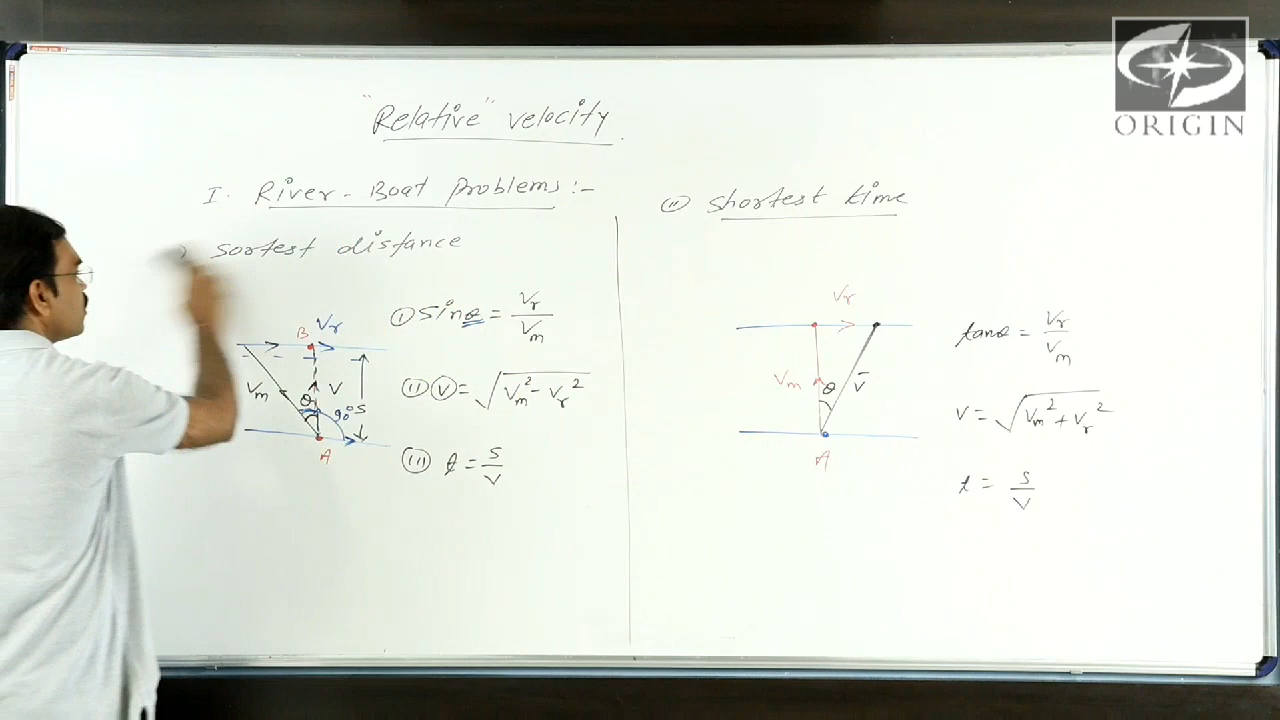 "Relative" velocity
I. River-Boat problems:-
) sortest distance
B
Vr
Vm
θ
V
90°
S
A
(i) sinθ = Vr/Vm
(ii) (V) = √(Vm² - Vr²)
(iii) t = S/V
(ii) shortest time
Vr
Vm
θ
V
A
tanθ = Vr/Vm
V = √(Vm² + Vr²)
t = S/V
ORIGIN